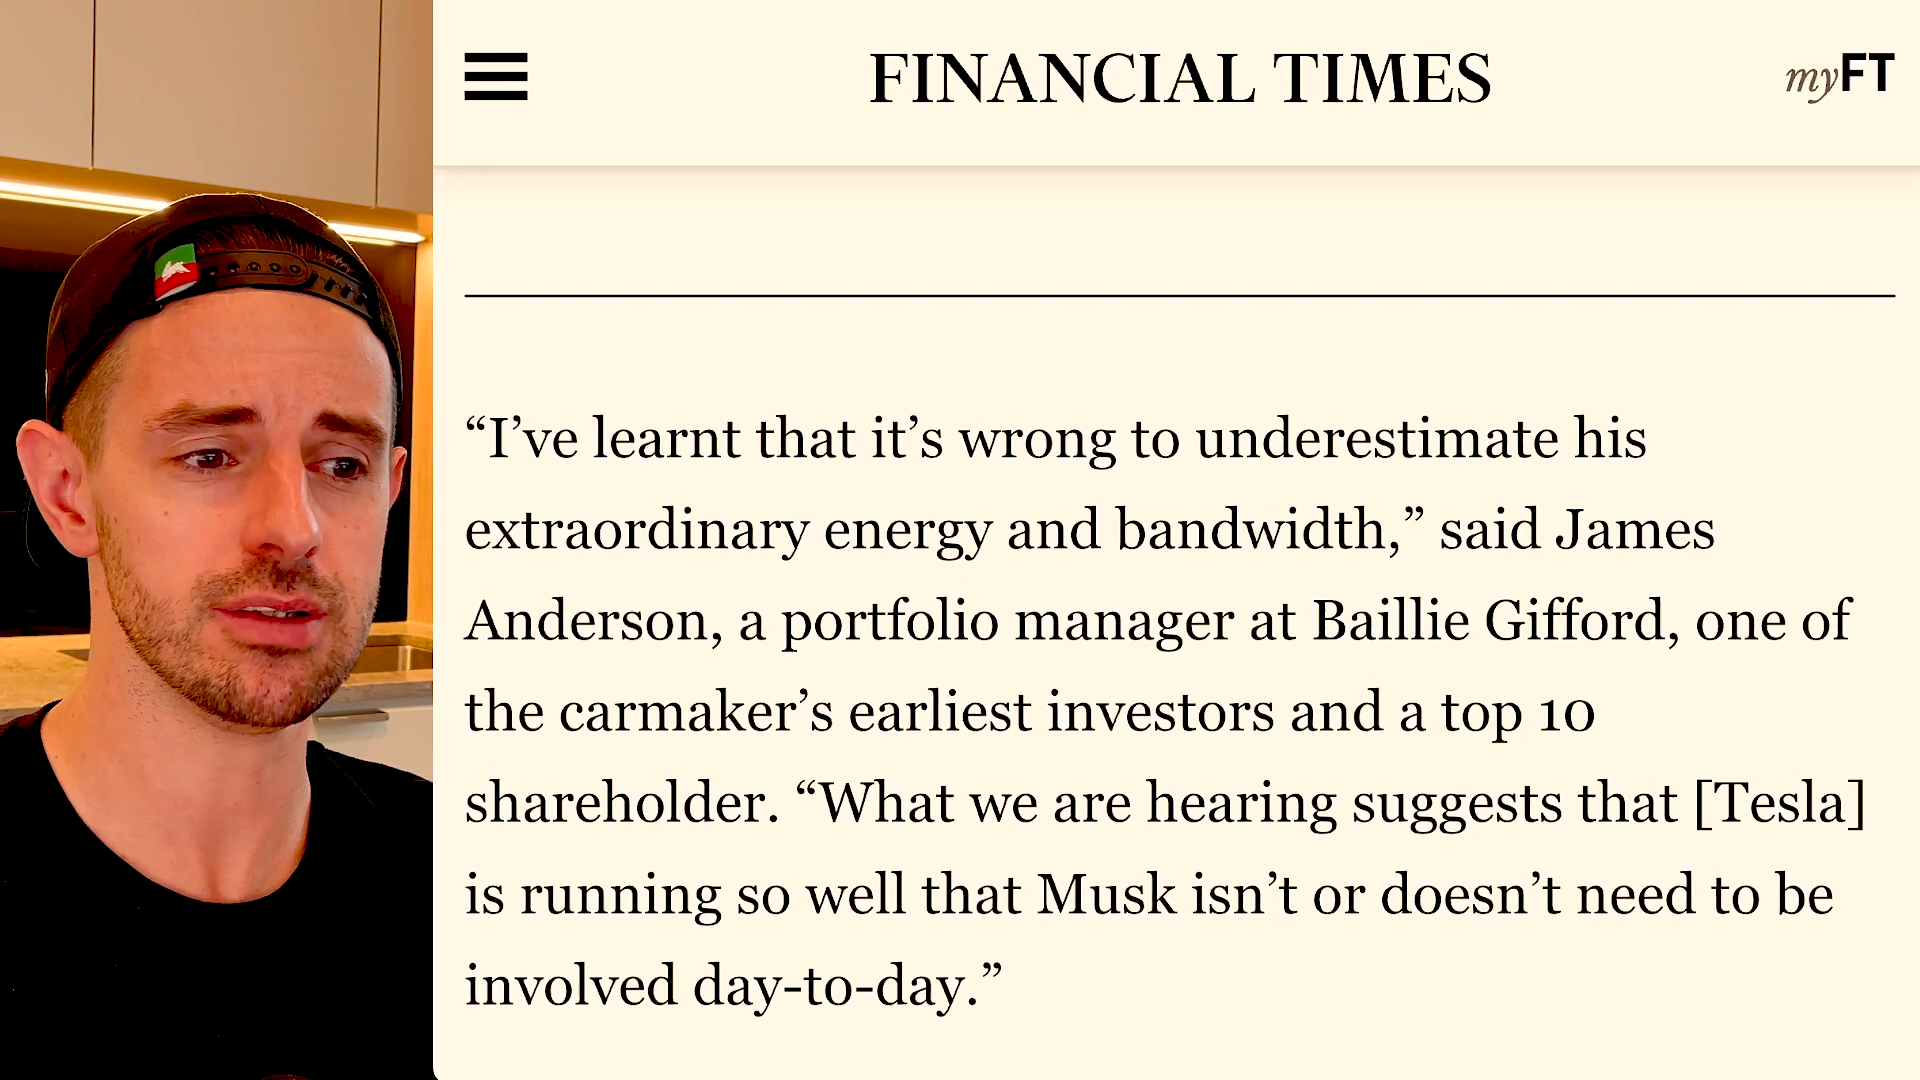 FINANCIAL TIMES
myFT
“I’ve learnt that it’s wrong to underestimate his
extraordinary energy and bandwidth,” said James
Anderson, a portfolio manager at Baillie Gifford, one of
the carmaker’s earliest investors and a top 10
shareholder. “What we are hearing suggests that [Tesla]
is running so well that Musk isn’t or doesn’t need to be
involved day-to-day.”